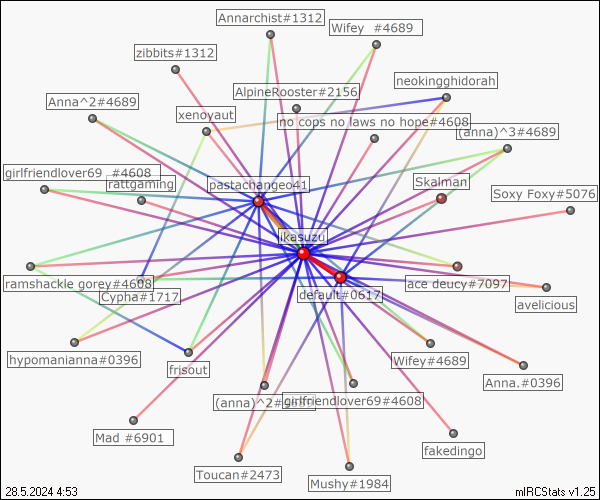 Annarchist#1312
Wifey #4689
zibbits#1312
neokingghidorah
AlpineRooster#2156
Anna^2#4689
xenoyaut
no cops no laws no hope#4608
(anna)^3#4689
girlfriendlover69 #4608
rattgaming
pastachangeo41
Skalman
Soxy Foxy#5076
ikasuzu
ramshackle gorey#4608
Cypha#1717
default#0617
ace deucy#7097
avelicious
hypomanianna#0396
frisout
Wifey#4689
Anna.#0396
(anna)^2#
girlfriendlover69#4608
Mad #6901
fakedingo
Toucan#2473
Mushy#1984
28.5.2024 4:53
mIRCStats v1.25